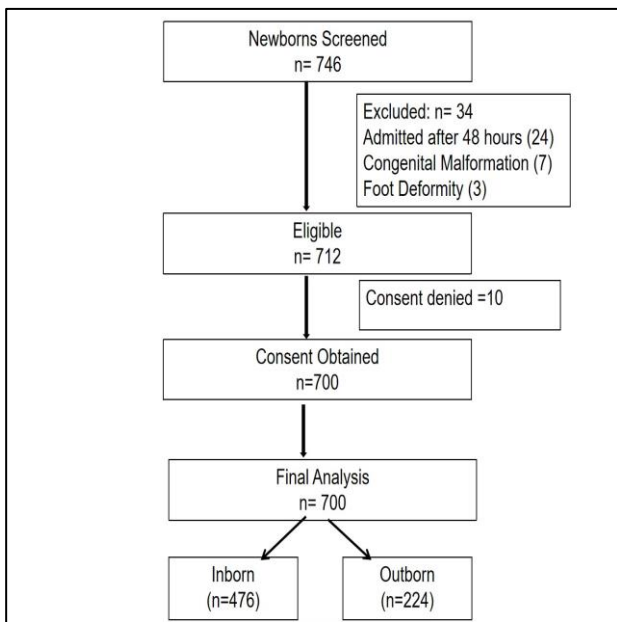 Newborns Screened
n= 746
Excluded: n= 34
Admitted after 48 hours (24)
Congenital Malformation (7)
Foot Deformity (3)
Eligible
n= 712
Consent denied =10
Consent Obtained
n=700
Final Analysis
n= 700
Inborn
(n=476)
Outborn
(n=224)